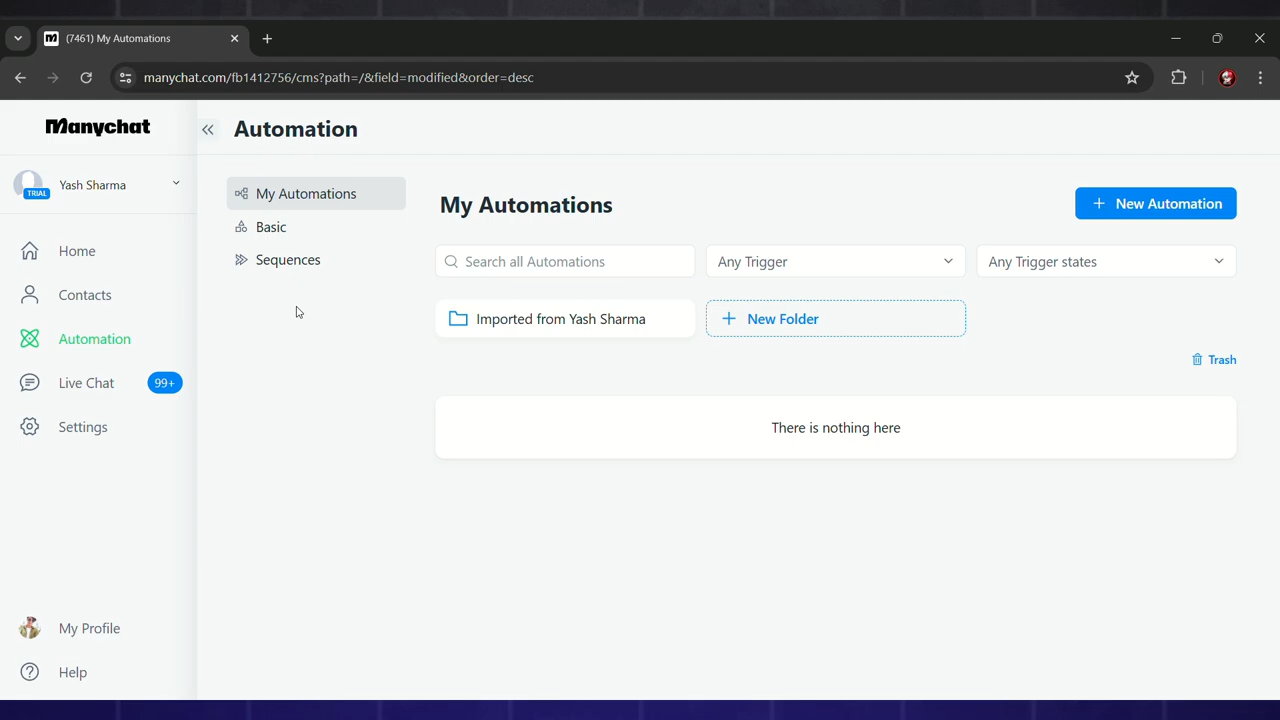 (7461) My Automations
manychat.com/fb1412756/cms?path=/&field=modified&order=desc
Manychat
Automation
TRIAL
Yash Sharma
Home
Contacts
Automation
Live Chat
99+
Settings
My Profile
Help
My Automations
Basic
Sequences
My Automations
+ New Automation
Search all Automations
Any Trigger
Any Trigger states
Imported from Yash Sharma
+ New Folder
Trash
There is nothing here